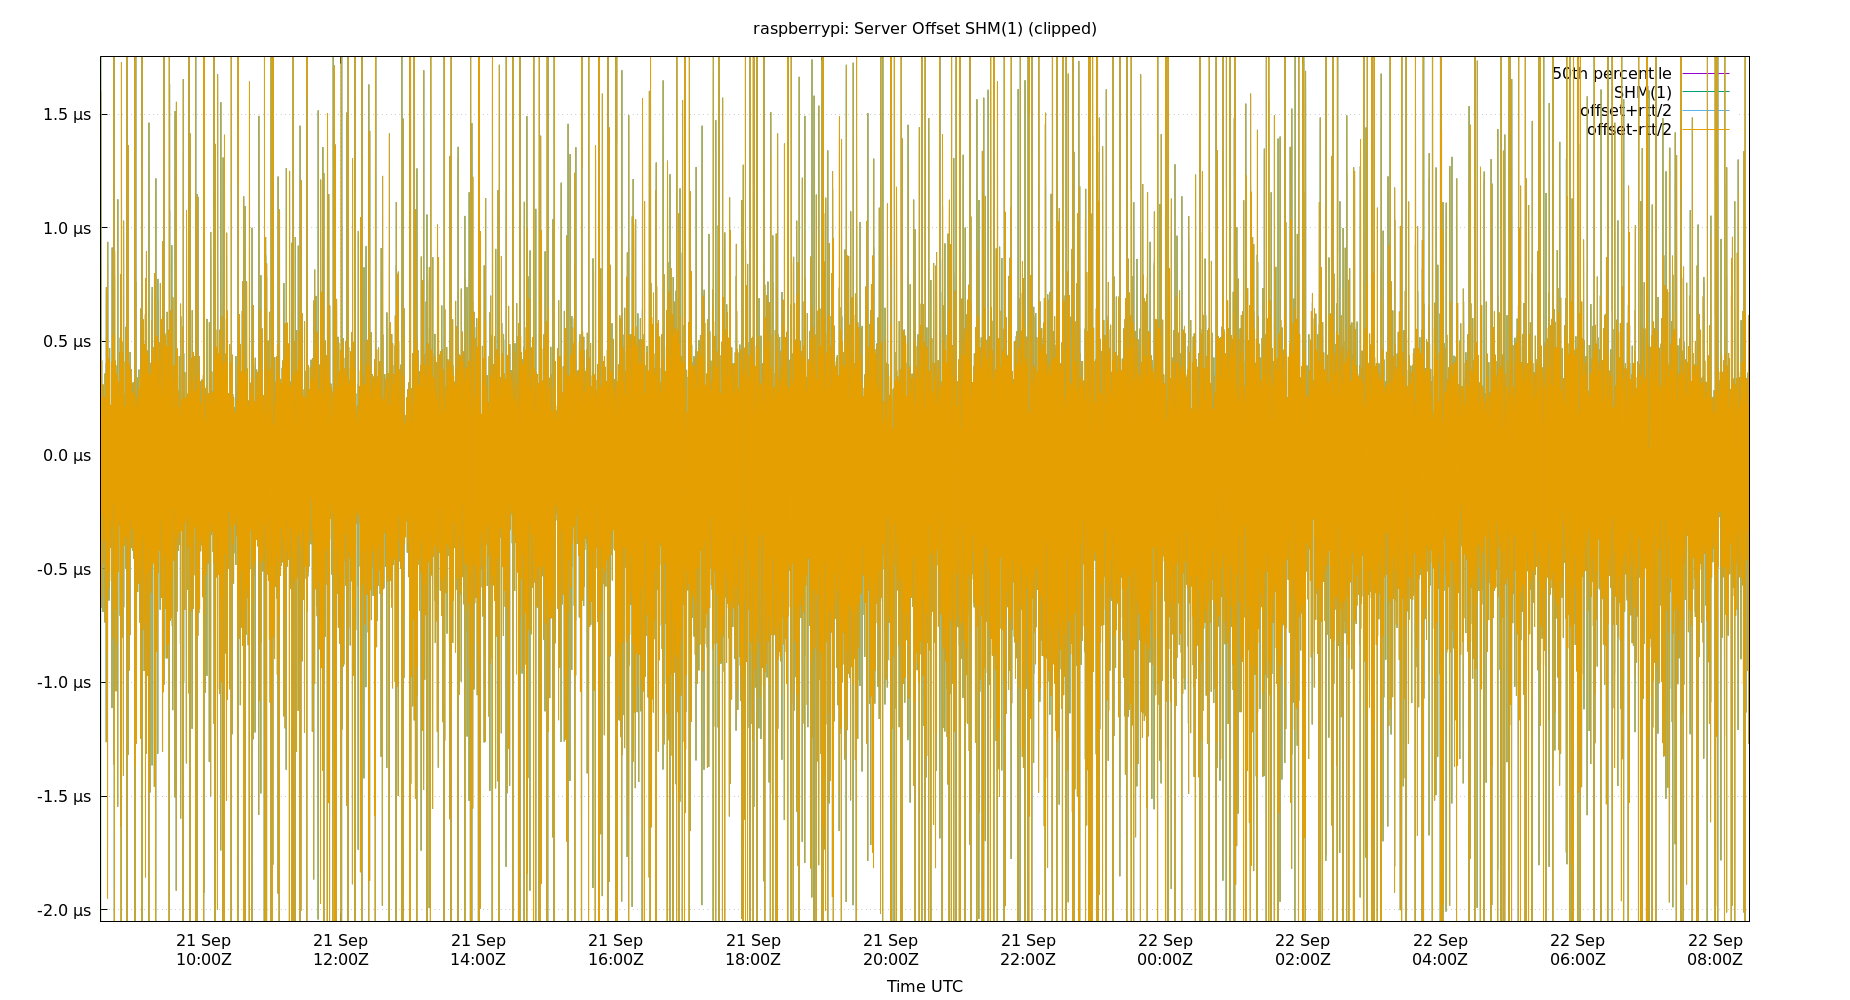 raspberrypi: Server Offset SHM(1) (clipped)
50th percentile
SHM(1)
offset+rtt/2
offset-rtt/2
1.5 µs
1.0 µs
0.5 µs
0.0 µs
-0.5 µs
-1.0 µs
-1.5 µs
-2.0 µs
21 Sep 21 Sep 21 Sep 21 Sep 21 Sep 21 Sep 21 Sep 22 Sep 22 Sep 22 Sep 22 Sep 22 Sep
10:00Z 12:00Z 14:00Z 16:00Z 18:00Z 20:00Z 22:00Z 00:00Z 02:00Z 04:00Z 06:00Z 08:00Z
Time UTC